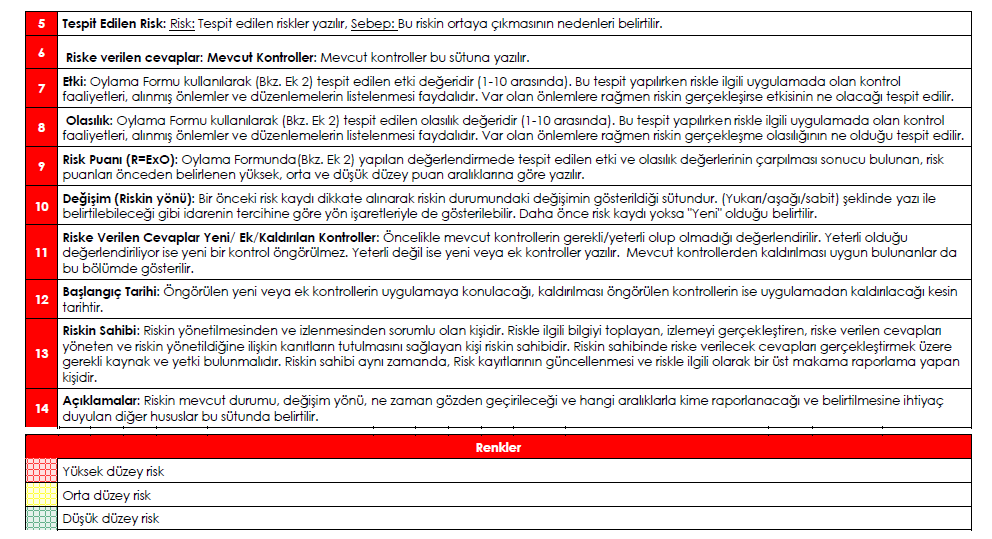 5 Tespit Edilen Risk: Risk: Tespit edilen riskler yazılır, Sebep: Bu riskin ortaya çıkmasının nedenleri belirtilir.
6 Riske verilen cevaplar: Mevcut Kontroller: Mevcut kontroller bu sütuna yazılır.
7 Etki: Oylama Formu kullanılarak (Bkz. Ek 2) tespit edilen etki değeridir (1-10 arasında). Bu tespit yapılırken riskle ilgili uygulamada olan kontrol
faaliyetleri, alınmış önlemler ve düzenlemelerin listelenmesi faydalıdır. Var olan önlemlere rağmen riskin gerçekleşirse etkisinin ne olacağı tespit edilir.
8 Olasılık: Oylama Formu kullanılarak (Bkz. Ek 2) tespit edilen olasılık değeridir (1-10 arasında). Bu tespit yapılırken riskle ilgili uygulamada olan kontrol
faaliyetleri, alınmış önlemler ve düzenlemelerin listelenmesi faydalıdır. Var olan önlemlere rağmen riskin gerçekleşme olasılığının ne olduğu tespit edilir.
9 Risk Puanı (R=ExO): Oylama Formunda(Bkz. Ek 2) yapılan değerlendirmede tespit edilen etki ve olasılık değerlerinin çarpılması sonucu bulunan, risk
puanları önceden belirlenen yüksek, orta ve düşük düzey puan aralıklarına göre yazılır.
10 Değişim (Riskin yönü): Bir önceki risk kaydı dikkate alınarak riskin durumundaki değişimin gösterildiği sütundur. (Yukarı/aşağı/sabit) şeklinde yazı ile
belirtilebileceği gibi idarenin tercihine göre yön işaretleriyle de gösterilebilir. Daha önce risk kaydı yoksa "Yeni" olduğu belirtilir.
11 Riske Verilen Cevaplar Yeni/ Ek/Kaldırılan Kontroller: Öncelikle mevcut kontrollerin gerekli/yeterli olup olmadığı değerlendirilir. Yeterli olduğu
değerlendiriliyor ise yeni bir kontrol öngörülmez. Yeterli değil ise yeni veya ek kontroller yazılır. Mevcut kontrollerden kaldırılması uygun bulunanlar da
bu bölümde gösterilir.
12 Başlangıç Tarihi: Öngörülen yeni veya ek kontrollerin uygulamaya konulacağı, kaldırılması öngörülen kontrollerin ise uygulamadan kaldırılacağı kesin
tarihtir.
13 Riskin Sahibi: Riskin yönetilmesinden ve izlenmesinden sorumlu olan kişidir. Riskle ilgili bilgiyi toplayan, izlemeyi gerçekleştiren, riske verilen cevapları
yöneten ve riskin yönetildiğine ilişkin kanıtların tutulmasını sağlayan kişi riskin sahibidir. Riskin sahibinde riske verilecek cevapları gerçekleştirmek üzere
gerekli kaynak ve yetki bulunmalıdır. Riskin sahibi aynı zamanda, Risk kayıtlarının güncellenmesi ve riskle ilgili olarak bir üst makama raporlama yapan
kişidir.
14 Açıklamalar: Riskin mevcut durumu, değişim yönü, ne zaman gözden geçirileceği ve hangi aralıklarla kime raporlanacağı ve belirtilmesine ihtiyaç
duyulan diğer hususlar bu sütunda belirtilir.
Renkler
Yüksek düzey risk
Orta düzey risk
Düşük düzey risk